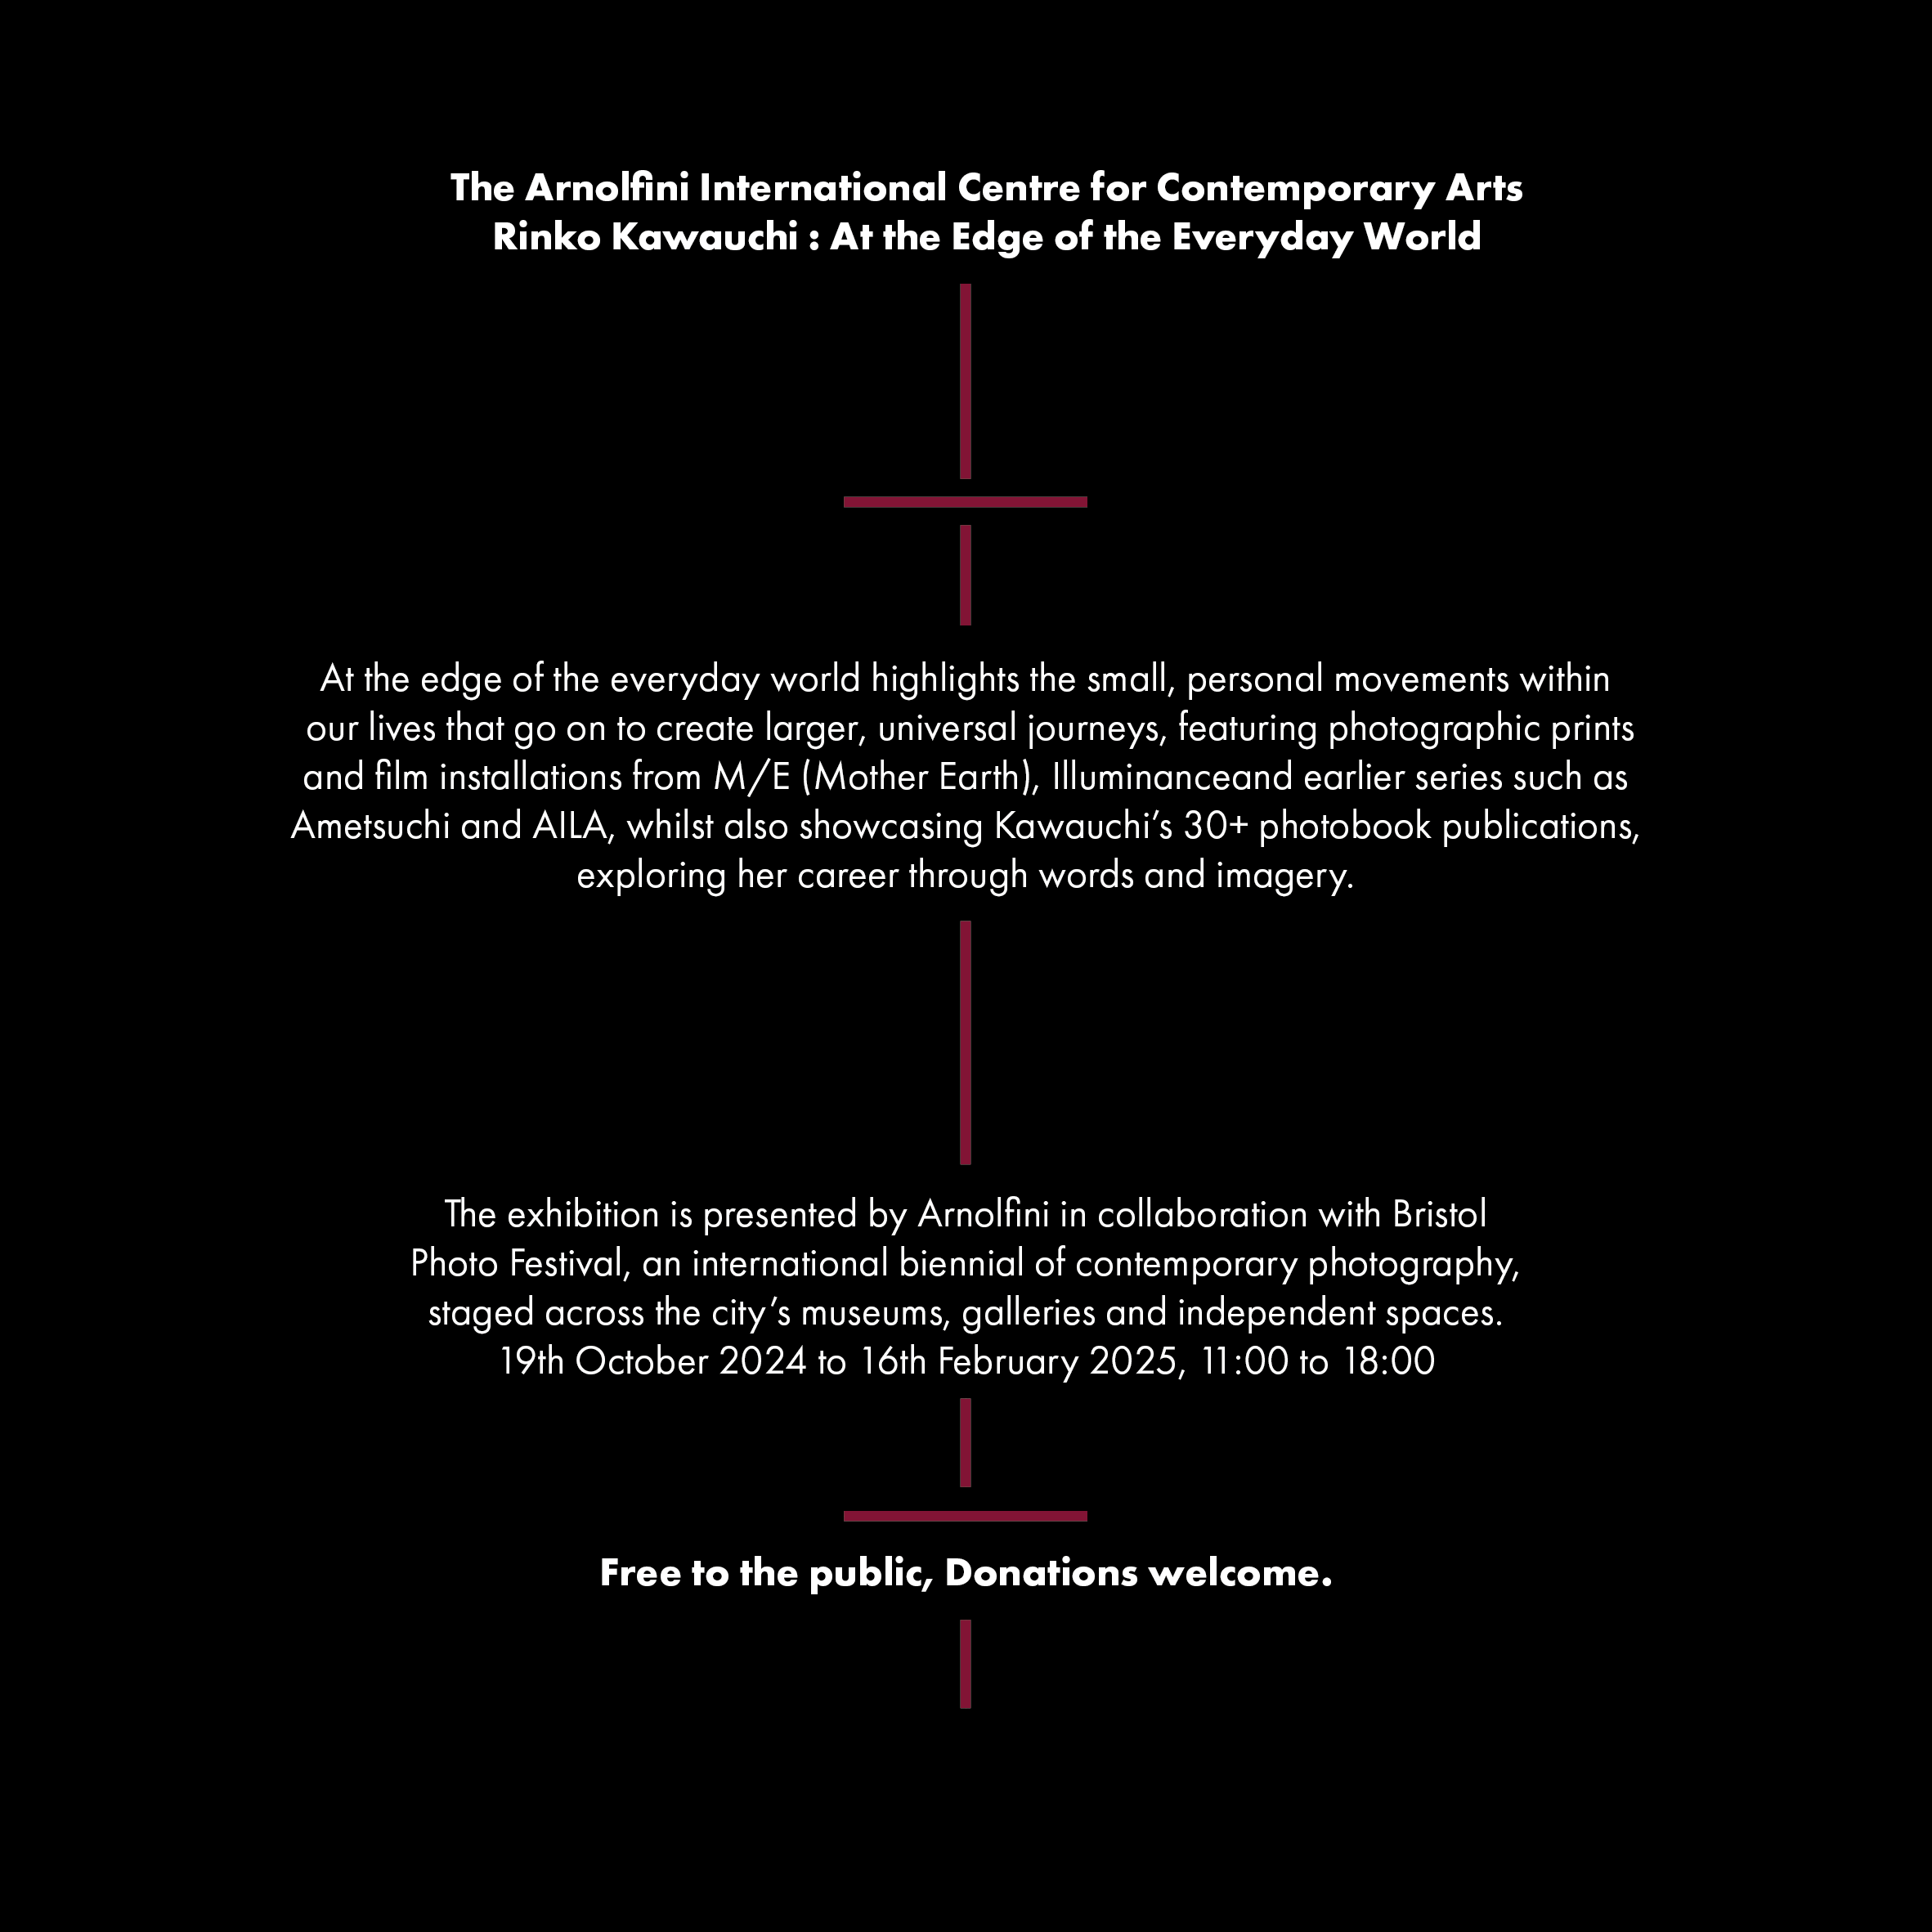 The Arnolfini International Centre for Contemporary Arts
Rinko Kawauchi : At the Edge of the Everyday World
At the edge of the everyday world highlights the small, personal movements within
our lives that go on to create larger, universal journeys, featuring photographic prints
and film installations from M/E (Mother Earth), Illuminanceand earlier series such as
Ametsuchi and AILA, whilst also showcasing Kawauchi’s 30+ photobook publications,
exploring her career through words and imagery.
The exhibition is presented by Arnolfini in collaboration with Bristol
Photo Festival, an international biennial of contemporary photography,
staged across the city’s museums, galleries and independent spaces.
19th October 2024 to 16th February 2025, 11:00 to 18:00
Free to the public, Donations welcome.